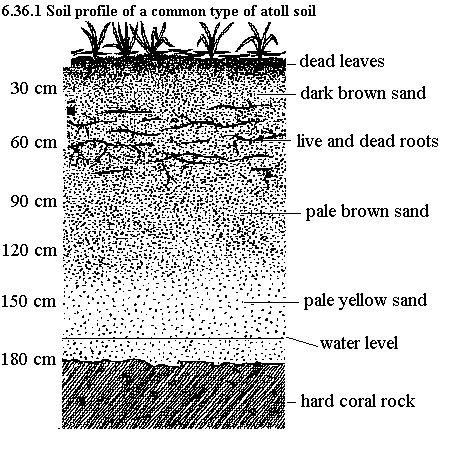 6.36.1 Soil profile of a common type of atoll soil
dead leaves
30 cm
dark brown sand
60 cm
live and dead roots
90 cm
pale brown sand
120 cm
150 cm
pale yellow sand
water level
180 cm
hard coral rock